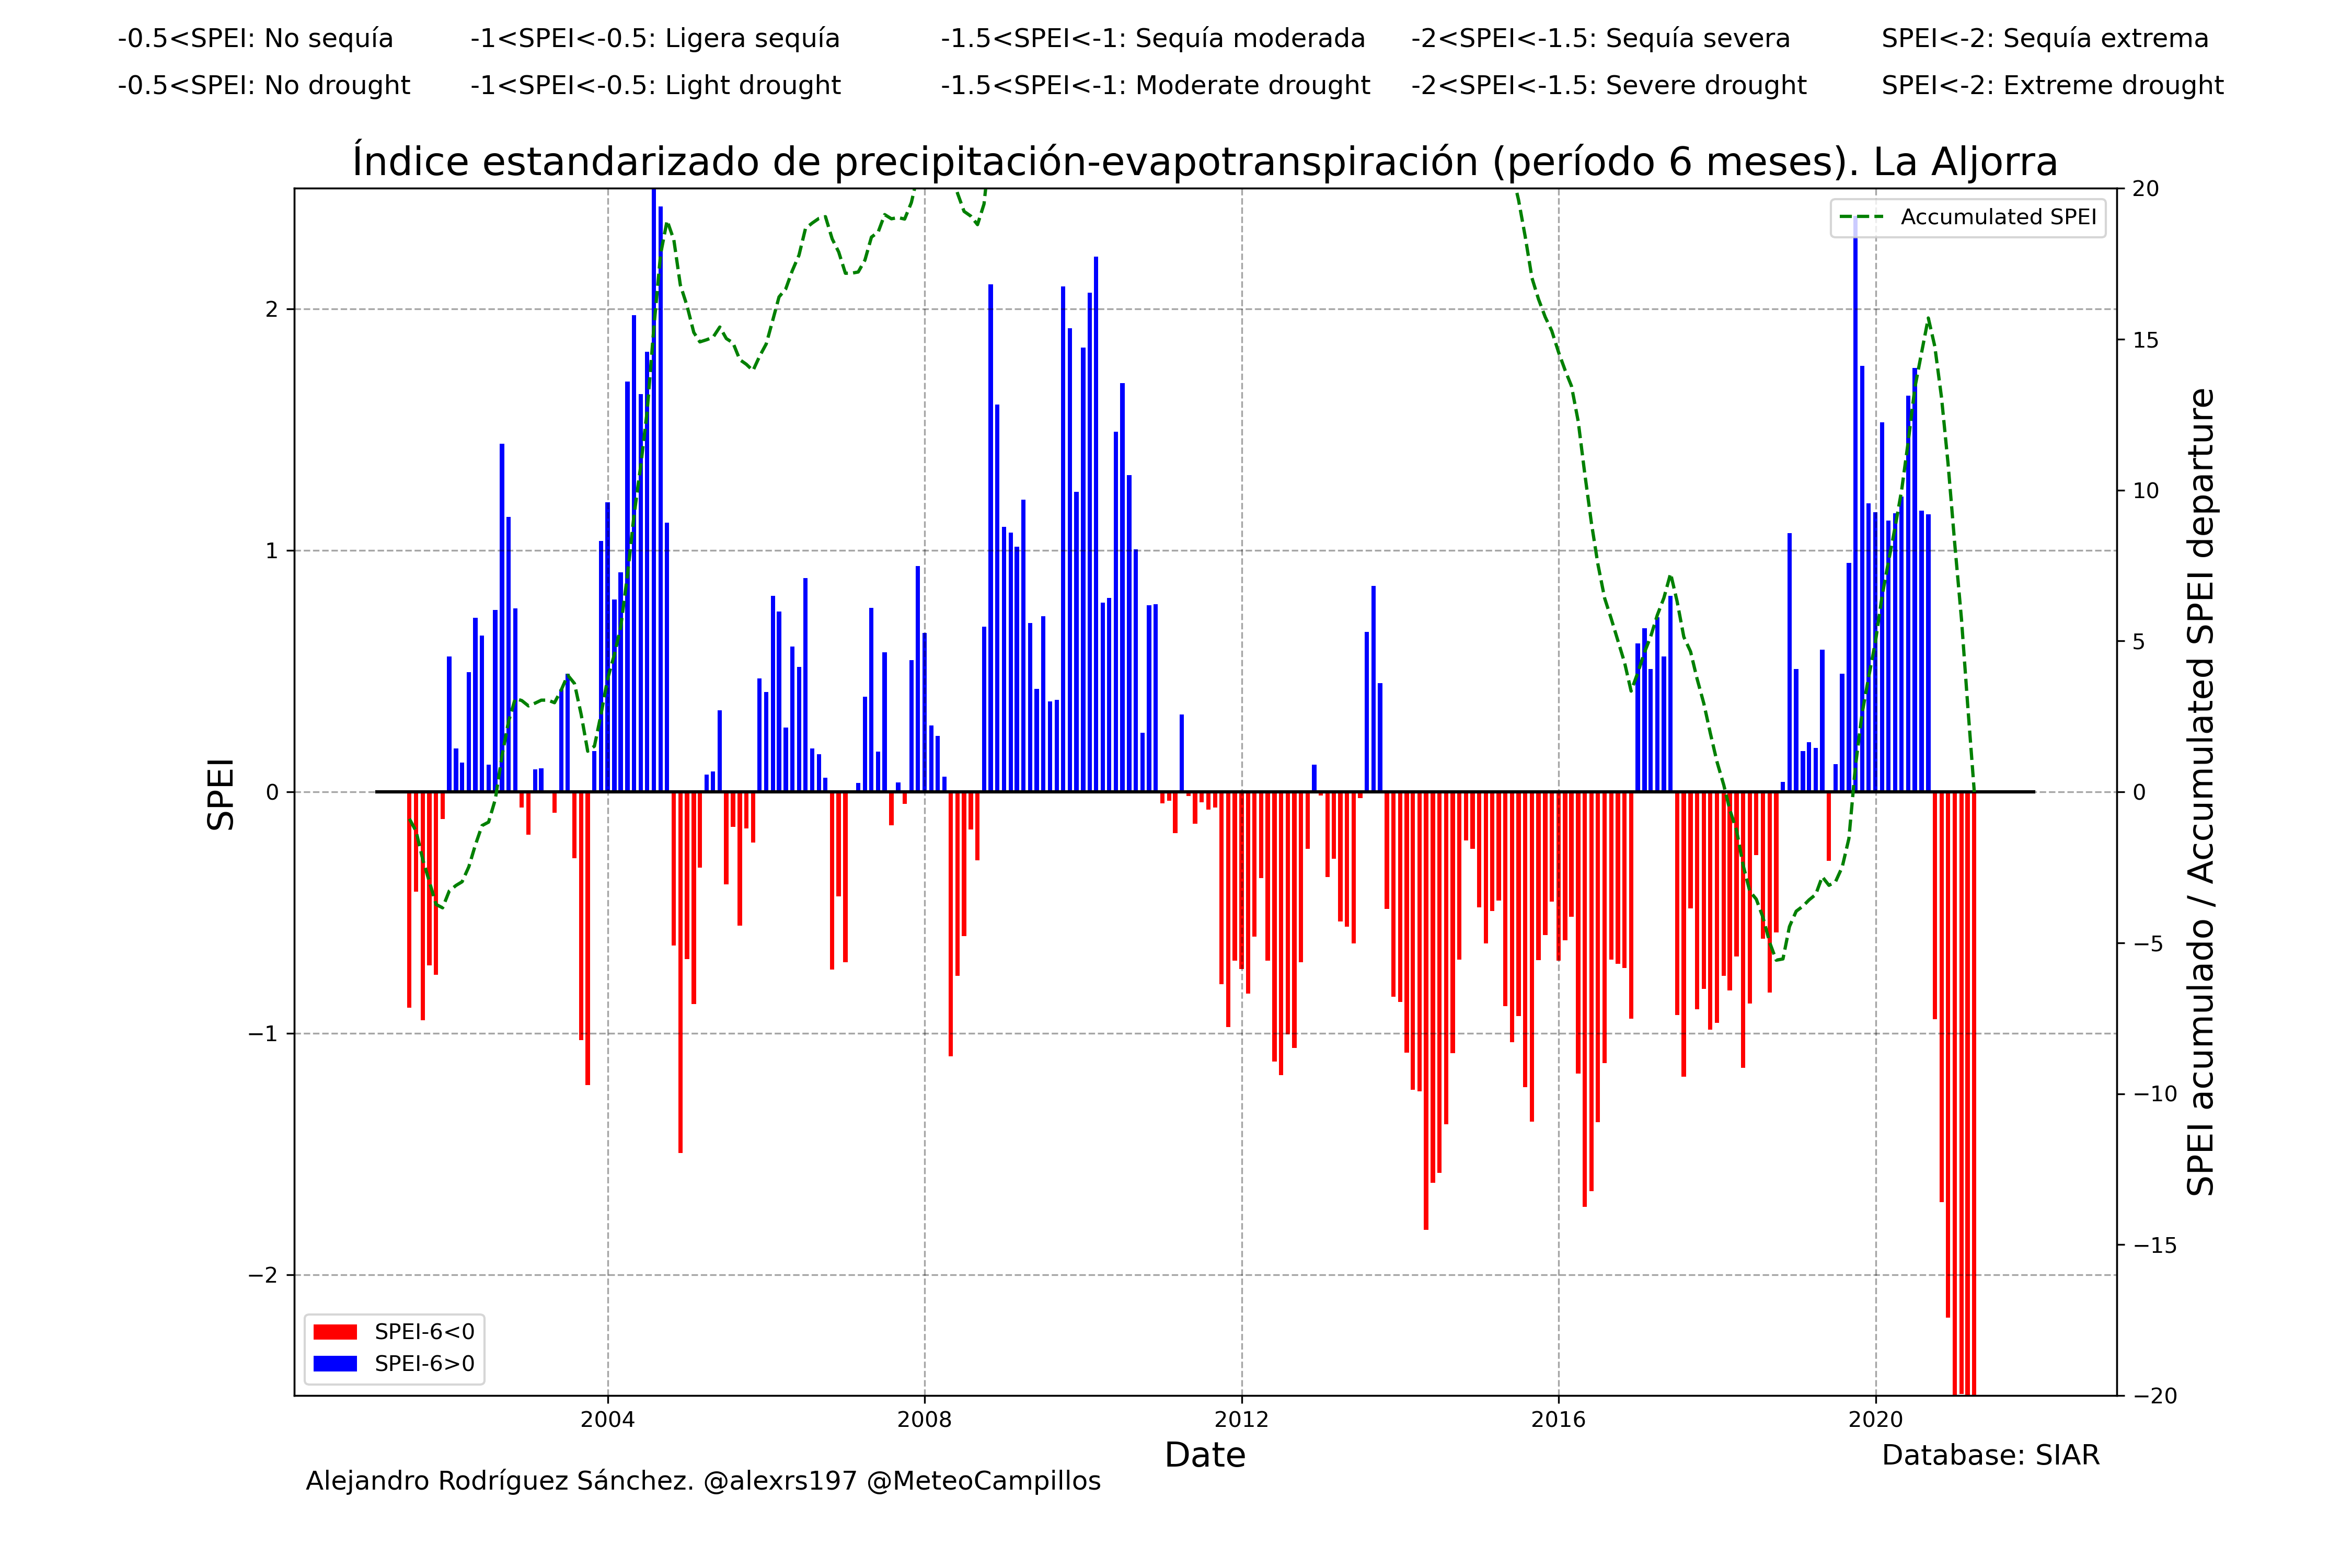 -0.5<SPEI: No sequía -1<SPEI<-0.5: Ligera sequía -1.5<SPEI<-1: Sequía moderada -2<SPEI<-1.5: Sequía severa SPEI<-2: Sequía extrema
-0.5<SPEI: No drought -1<SPEI<-0.5: Light drought -1.5<SPEI<-1: Moderate drought -2<SPEI<-1.5: Severe drought SPEI<-2: Extreme drought
Índice estandarizado de precipitación-evapotranspiración (período 6 meses). La Aljorra
Accumulated SPEI
SPEI
2
1
0
−1
−2
20
15
10
5
0
−5
−10
−15
−20
SPEI acumulado / Accumulated SPEI departure
SPEI-6<0
SPEI-6>0
2004 2008 2012 2016 2020
Date
Database: SIAR
Alejandro Rodríguez Sánchez. @alexrs197 @MeteoCampillos